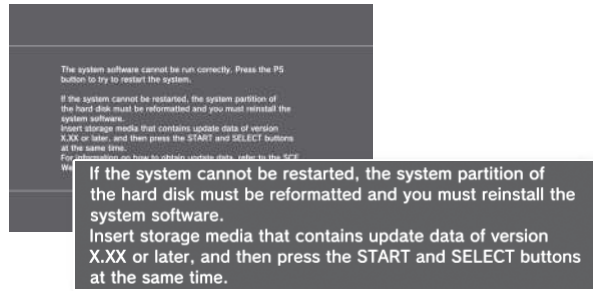 The system software cannot be run correctly. Press the PS
button to try to restart the system.
If the system cannot be restarted, the system partition of
the hard disk must be reformatted and you must reinstall the
system software.
Insert storage media that contains update data of version
X.XX or later, and then press the START and SELECT buttons
at the same time.
For information on how to obtain update data, refer to the SCE
We
If the system cannot be restarted, the system partition of
the hard disk must be reformatted and you must reinstall the
system software.
Insert storage media that contains update data of version
X.XX or later, and then press the START and SELECT buttons
at the same time.